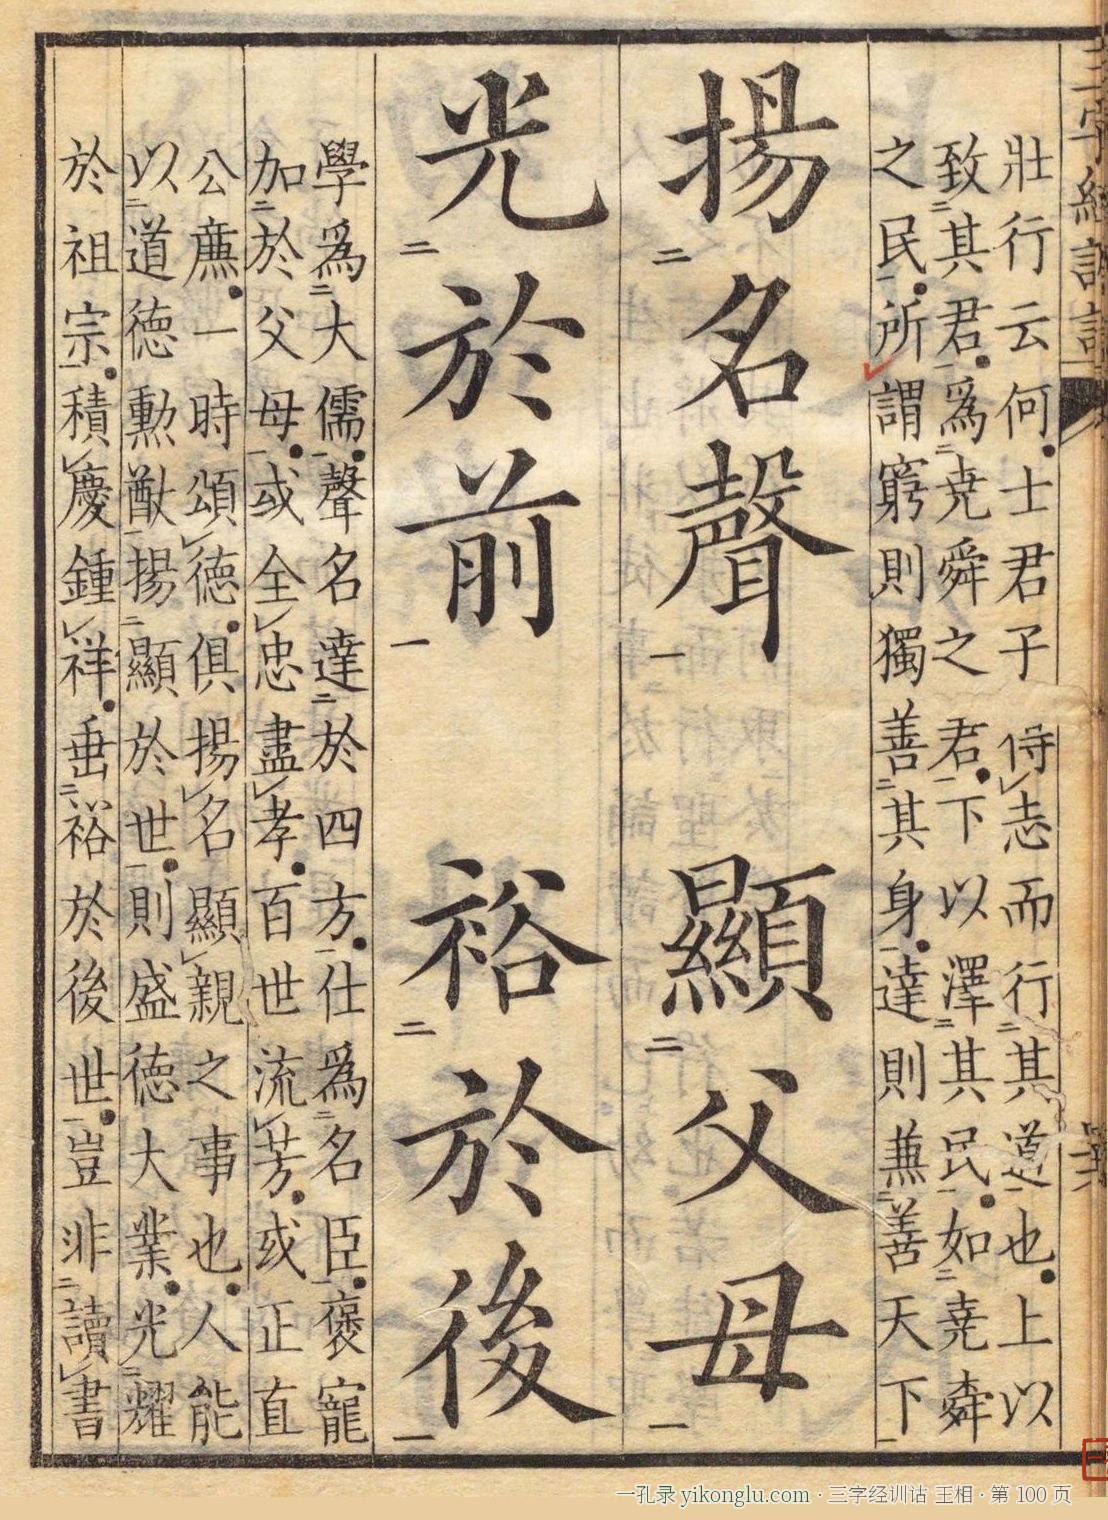 三字經訓詁
壯行云何士君子得志而行其道也上以
致其君爲堯舜之君下以澤其民如堯舜
之民所謂窮則獨善其身達則兼善天下
揚名聲 顯父母
光於前 裕於後
學爲大儒聲名達於四方仕爲名臣褒寵
加於父母或全忠盡孝百世流芳或正直
公廉一時頌德俱揚名顯親之事也人能
以道德勲猷揚顯於世則盛德大業光耀
於祖宗積慶鍾祥垂裕於後世豈非讀書
一孔录 yikonglu.com · 三字经训诂 王相 · 第 100 页